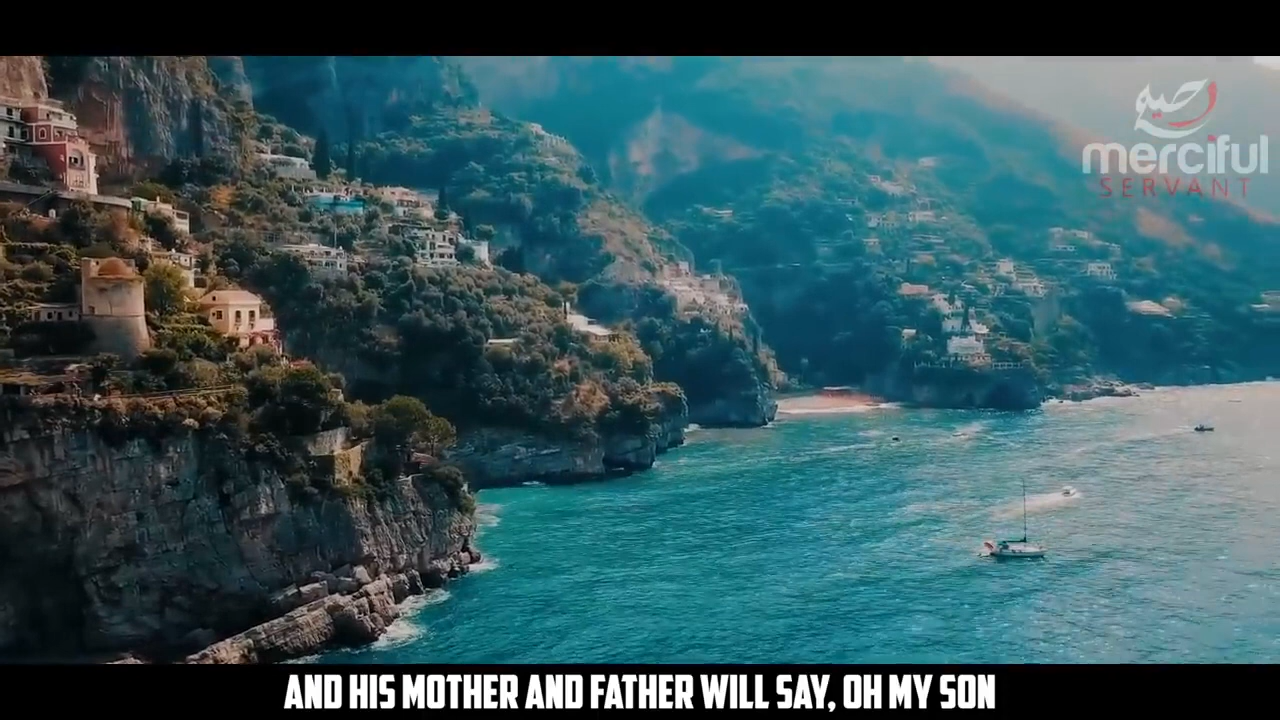 merciful
SERVANT
AND HIS MOTHER AND FATHER WILL SAY, OH MY SON